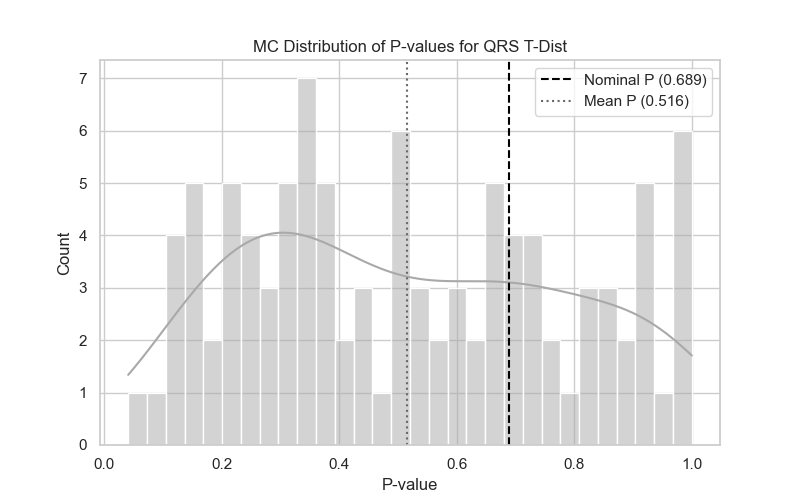 MC Distribution of P-values for QRS T-Dist
Nominal P (0.689)
Mean P (0.516)
7
6
5
4
3
2
1
0
Count
0.0 0.2 0.4 0.6 0.8 1.0
P-value